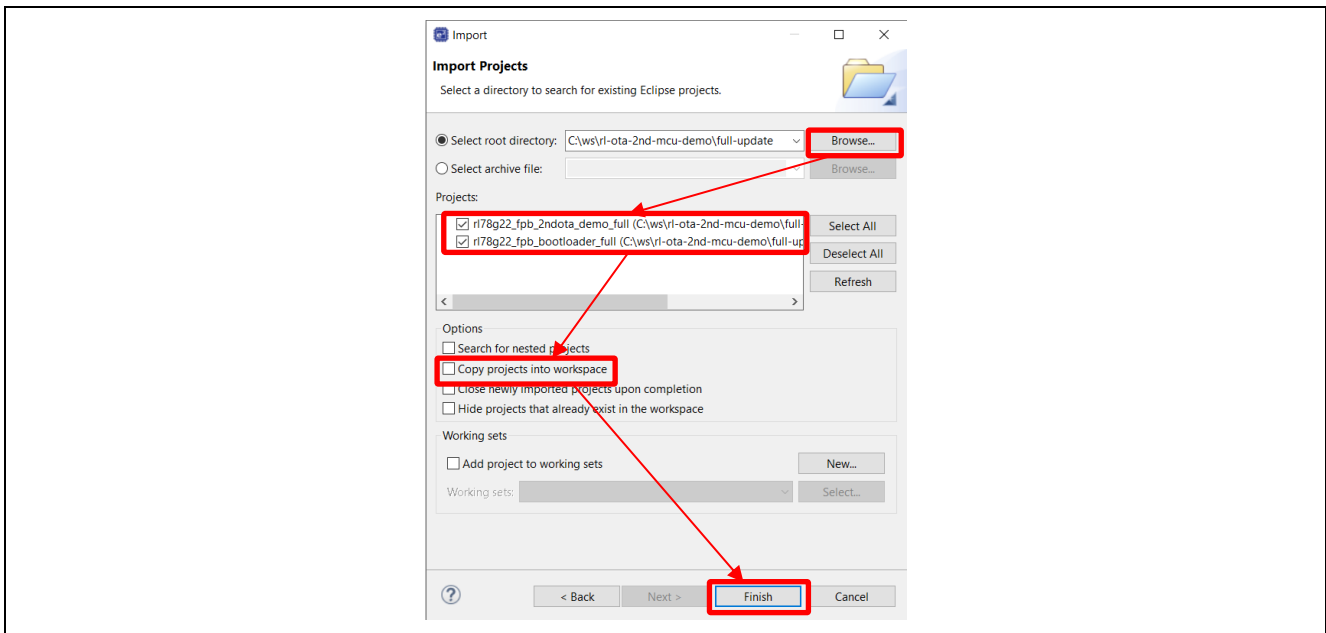 Import
Import Projects
Select a directory to search for existing Eclipse projects.
Select root directory: C:\ws\rl-ota-2nd-mcu-demo\full-update Browse...
Select archive file: Browse...
Projects:
rl78g22_fpb_2ndota_demo_full (C:\ws\rl-ota-2nd-mcu-demo\full- Select All
rl78g22_fpb_bootloader_full (C:\ws\rl-ota-2nd-mcu-demo\full-up
Deselect All
Refresh
Options
Search for nested projects
Copy projects into workspace
Close newly imported projects upon completion
Hide projects that already exist in the workspace
Working sets
Add project to working sets New...
Working sets: Select...
? < Back Next > Finish Cancel